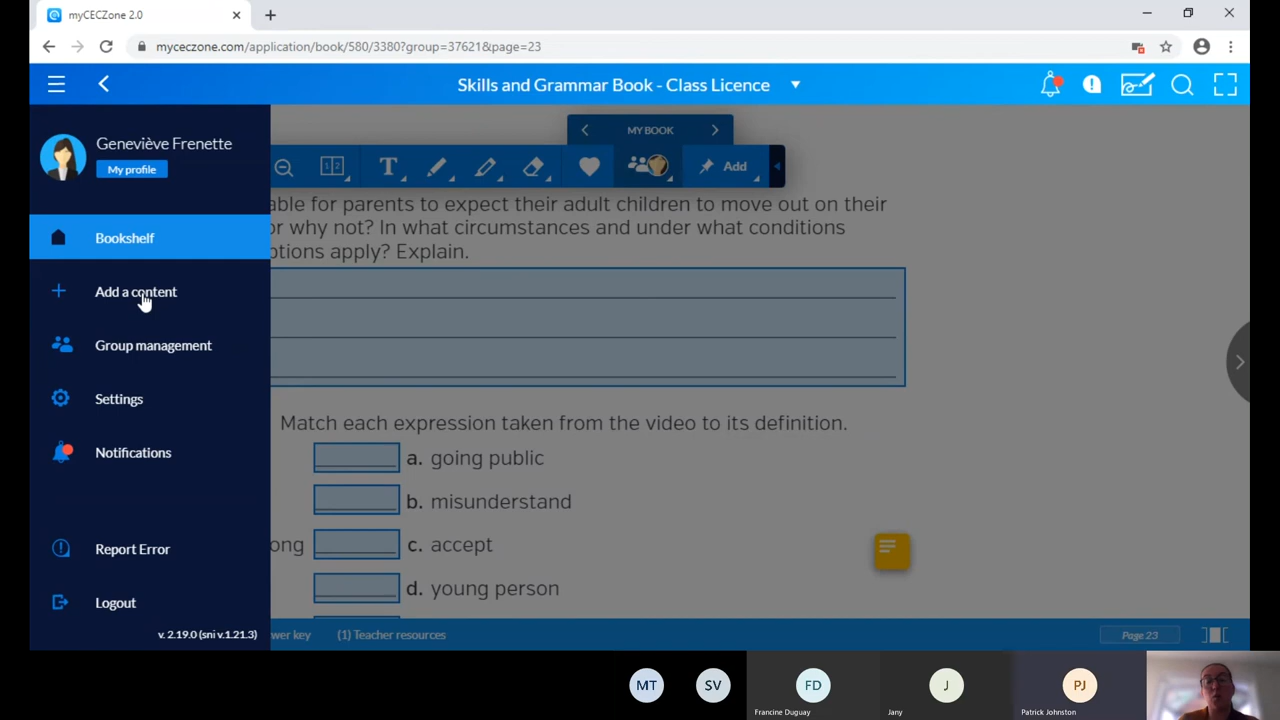 myCECZone 2.0
myceczone.com/application/book/580/3380?group=37621&page=23
Skills and Grammar Book - Class Licence
Geneviève Frenette
My profile
MY BOOK
1 2
T
Add
Bookshelf
Add a content
Group management
Settings
Notifications
Report Error
Logout
v. 2.19.0 (sni v.1.21.3)
able for parents to expect their adult children to move out on their
or why not? In what circumstances and under what conditions
ptions apply? Explain.
Match each expression taken from the video to its definition.
a. going public
b. misunderstand
ong c. accept
d. young person
wer key (1) Teacher resources Page 23
MT SV FD J PJ
Francine Duguay Jany Patrick Johnston